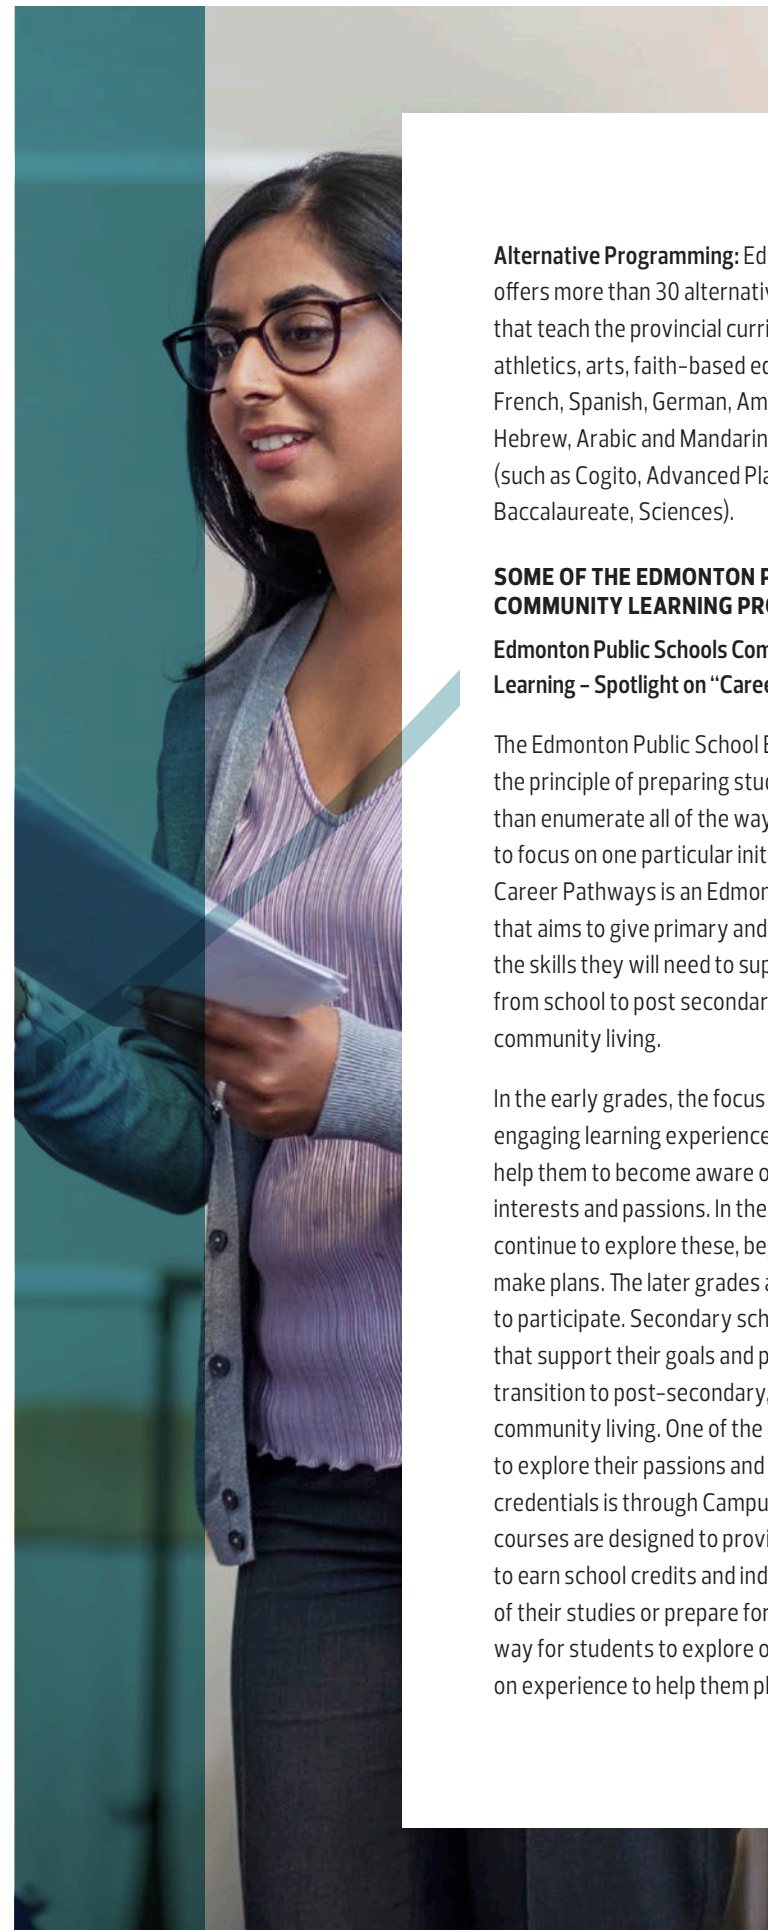 Alternative Programming: Ed
offers more than 30 alternativ
that teach the provincial curri
athletics, arts, faith-based ed
French, Spanish, German, Am
Hebrew, Arabic and Mandarin
(such as Cogito, Advanced Pla
Baccalaureate, Sciences).
SOME OF THE EDMONTON P
COMMUNITY LEARNING PRO
Edmonton Public Schools Com
Learning – Spotlight on “Caree
The Edmonton Public School B
the principle of preparing stud
than enumerate all of the way
to focus on one particular init
Career Pathways is an Edmon
that aims to give primary and
the skills they will need to sup
from school to post secondar
community living.
In the early grades, the focus
engaging learning experience
help them to become aware o
interests and passions. In the
continue to explore these, be
make plans. The later grades a
to participate. Secondary sch
that support their goals and p
transition to post-secondary,
community living. One of the
to explore their passions and
credentials is through Campu
courses are designed to provi
to earn school credits and ind
of their studies or prepare for
way for students to explore o
on experience to help them pl